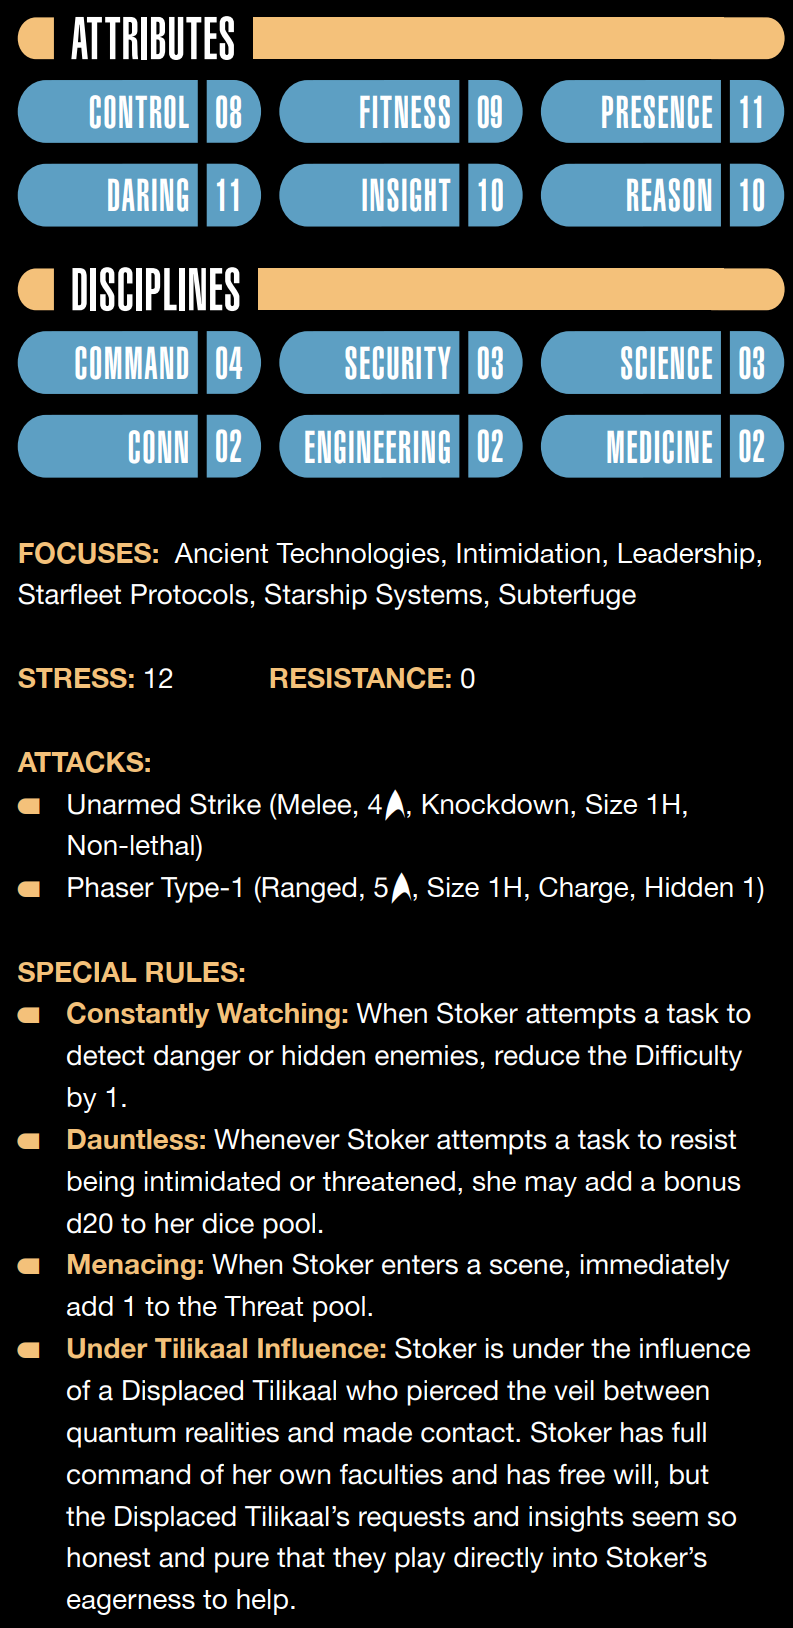 ATTRIBUTES
CONTROL 08 FITNESS 09 PRESENCE 11
DARING 11 INSIGHT 10 REASON 10
DISCIPLINES
COMMAND 04 SECURITY 03 SCIENCE 03
CONN 02 ENGINEERING 02 MEDICINE 02
FOCUSES: Ancient Technologies, Intimidation, Leadership,
Starfleet Protocols, Starship Systems, Subterfuge
STRESS: 12 RESISTANCE: 0
ATTACKS:
Unarmed Strike (Melee, 4, Knockdown, Size 1H,
Non-lethal)
Phaser Type-1 (Ranged, 5, Size 1H, Charge, Hidden 1)
SPECIAL RULES:
Constantly Watching: When Stoker attempts a task to
detect danger or hidden enemies, reduce the Difficulty
by 1.
Dauntless: Whenever Stoker attempts a task to resist
being intimidated or threatened, she may add a bonus
d20 to her dice pool.
Menacing: When Stoker enters a scene, immediately
add 1 to the Threat pool.
Under Tilikaal Influence: Stoker is under the influence
of a Displaced Tilikaal who pierced the veil between
quantum realities and made contact. Stoker has full
command of her own faculties and has free will, but
the Displaced Tilikaal’s requests and insights seem so
honest and pure that they play directly into Stoker’s
eagerness to help.